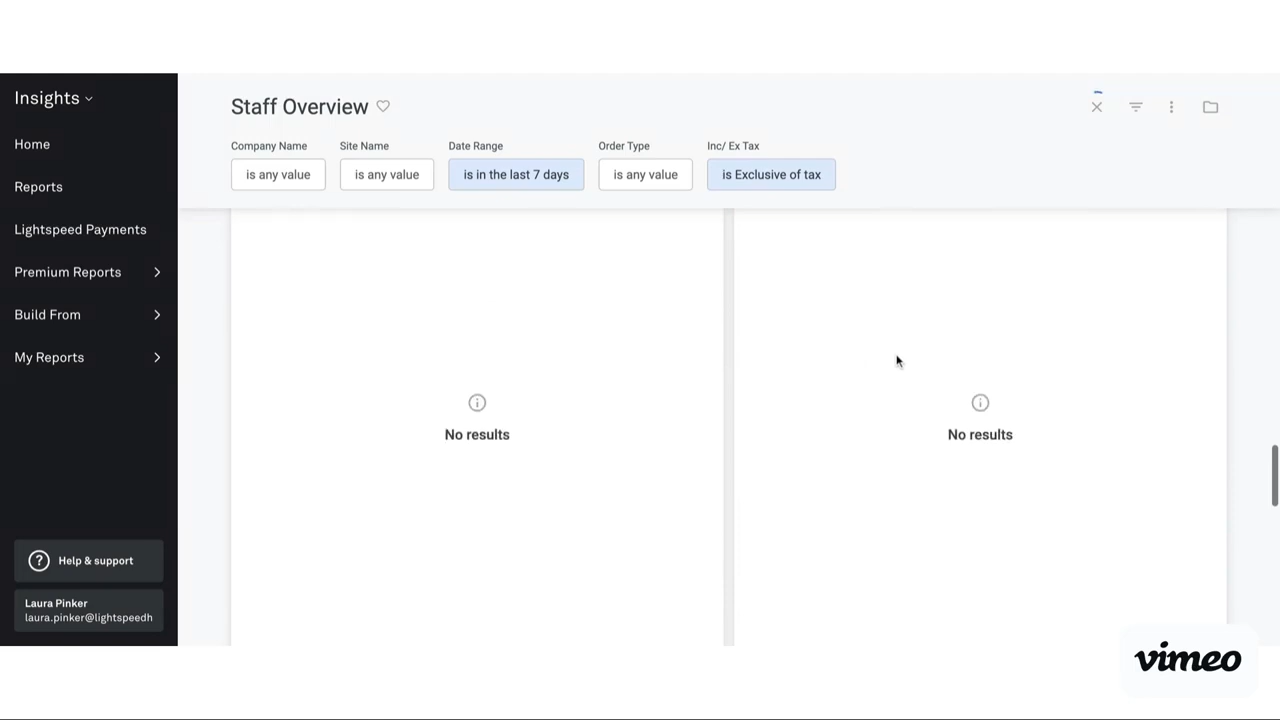 Insights
Home
Reports
Lightspeed Payments
Premium Reports
Build From
My Reports
Help & support
Laura Pinker
laura.pinker@lightspeedh
Staff Overview
Company Name
Site Name
Date Range
Order Type
Inc/ Ex Tax
is any value
is any value
is in the last 7 days
is any value
is Exclusive of tax
No results
No results
vimeo